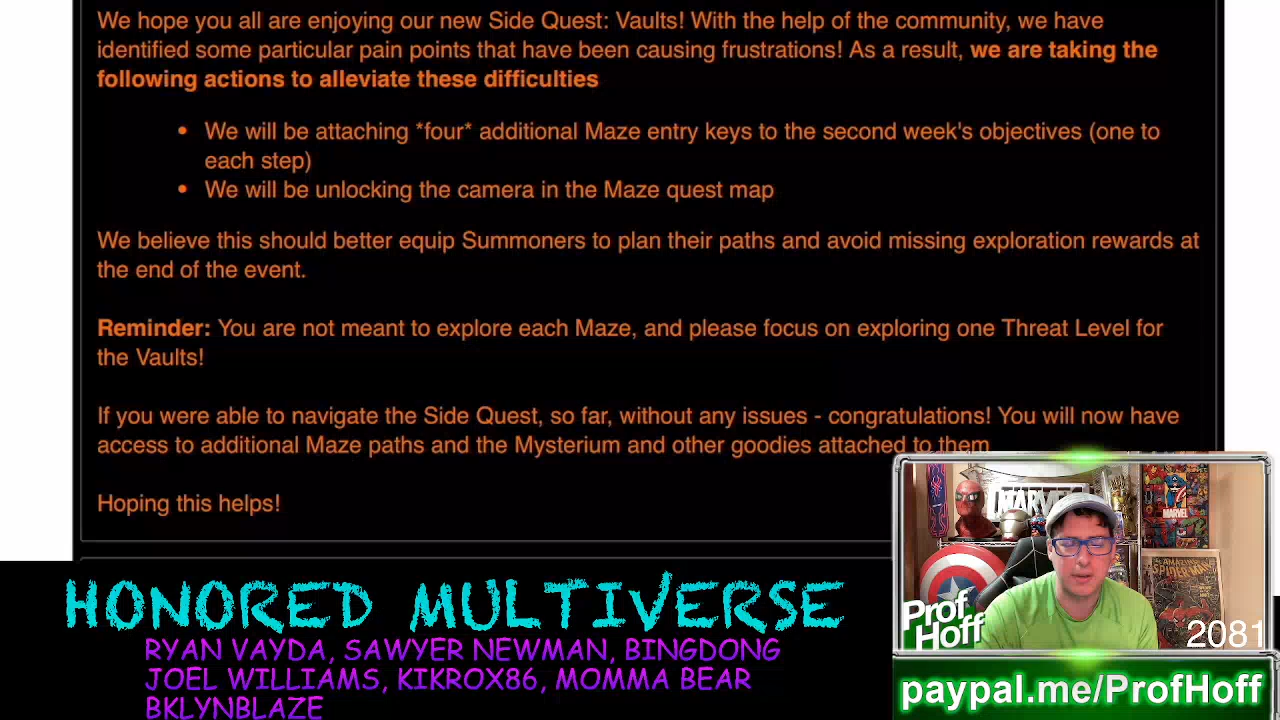 We hope you all are enjoying our new Side Quest: Vaults! With the help of the community, we have
identified some particular pain points that have been causing frustrations! As a result, we are taking the
following actions to alleviate these difficulties
• We will be attaching *four* additional Maze entry keys to the second week's objectives (one to
each step)
• We will be unlocking the camera in the Maze quest map
We believe this should better equip Summoners to plan their paths and avoid missing exploration rewards at
the end of the event.
Reminder: You are not meant to explore each Maze, and please focus on exploring one Threat Level for
the Vaults!
If you were able to navigate the Side Quest, so far, without any issues - congratulations! You will now have
access to additional Maze paths and the Mysterium and other goodies attached to them
Hoping this helps!
HONORED MULTIVERSE
RYAN VAYDA, SAWYER NEWMAN, BINGDONG
JOEL WILLIAMS, KIKROX86, MOMMA BEAR
BKLYNBLAZE
MARVEL
MARVEL
AMAZING
SPIDER-MAN
Prof
Hoff
2081
paypal.me/ProfHoff